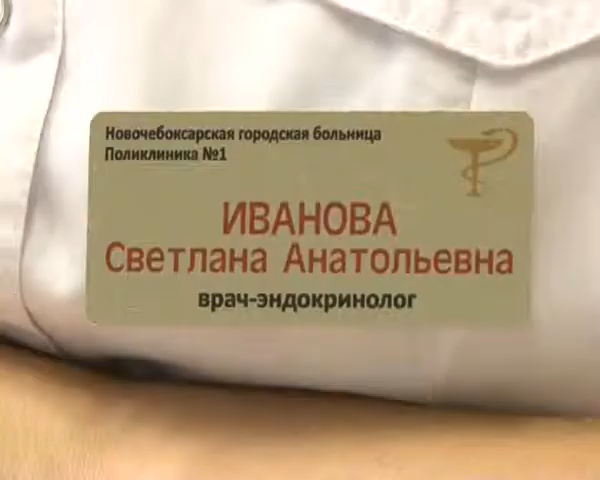 Новочебоксарская городская больница
Поликлиника №1
ИВАНОВА
Светлана Анатольевна
врач-эндокринолог